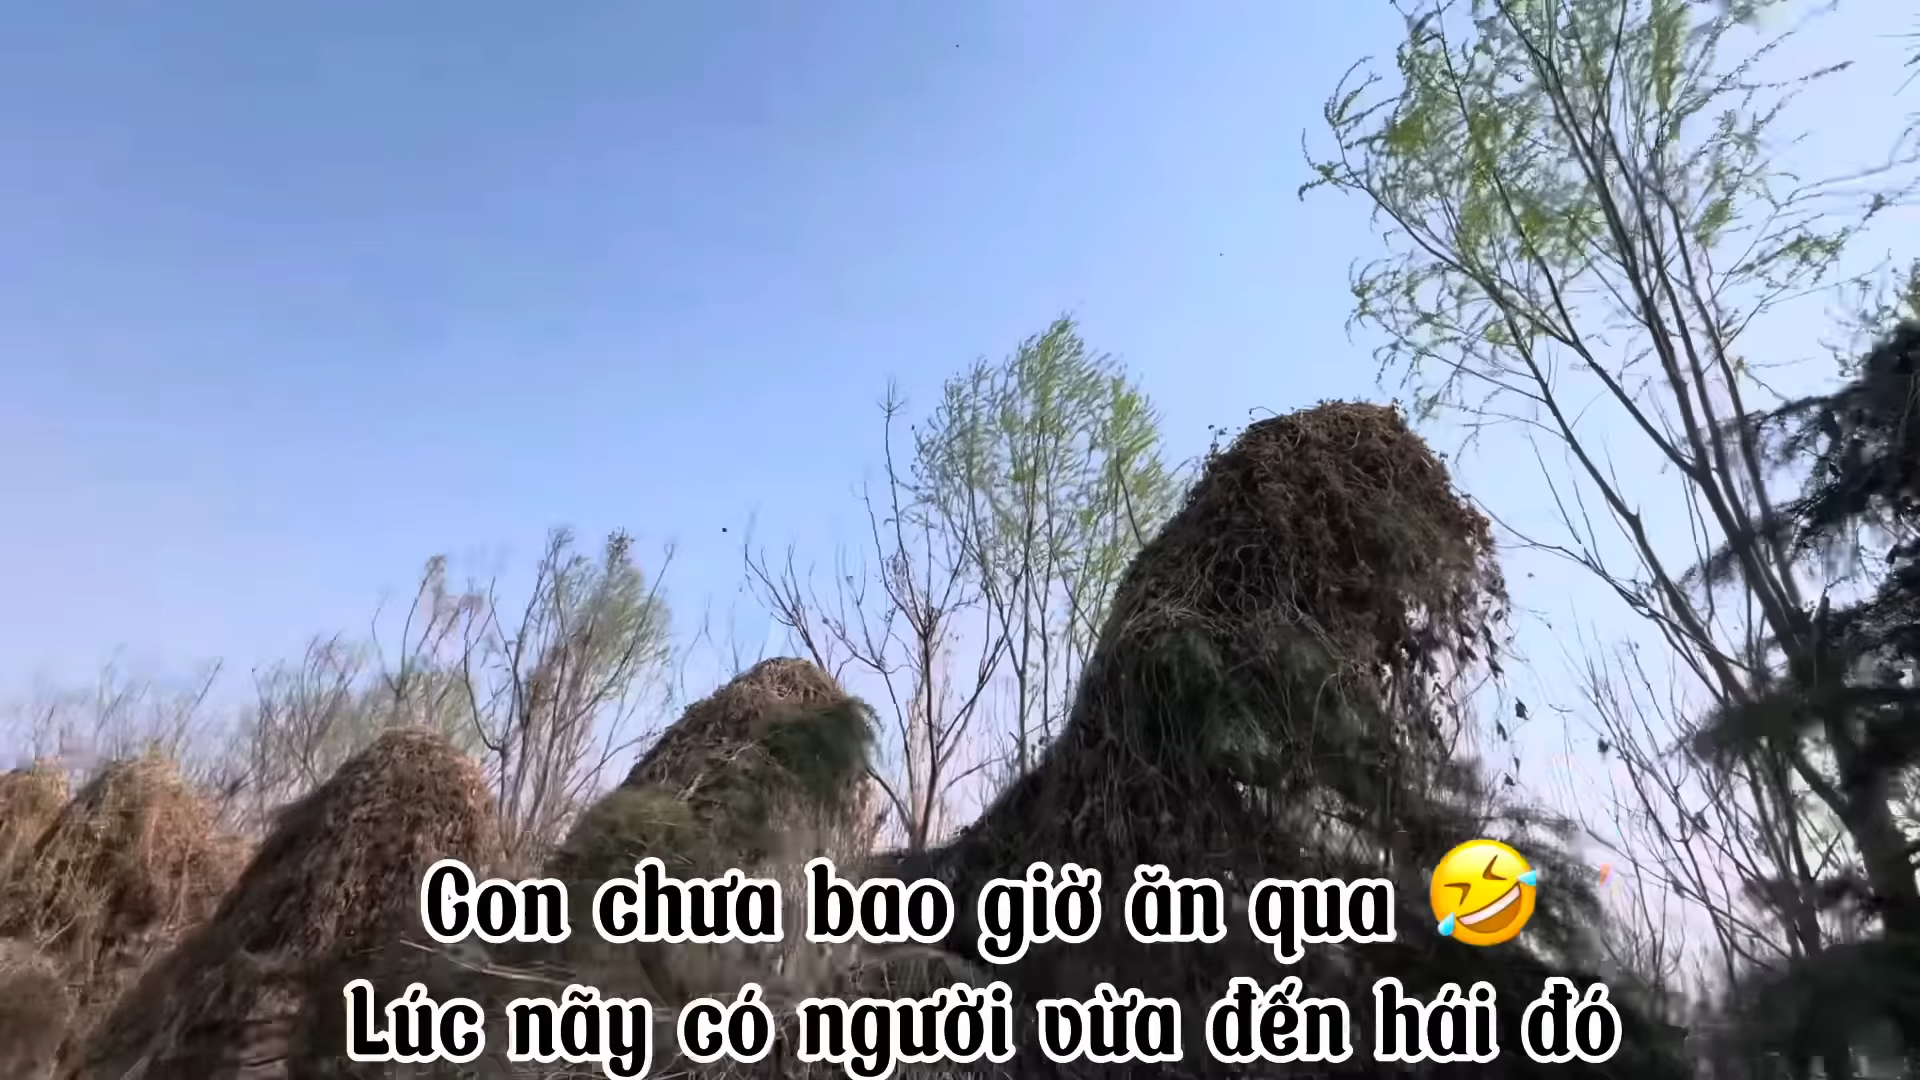 Con chưa bao giờ ăn qua 🤣
Lúc nãy có người vừa đến hái đó